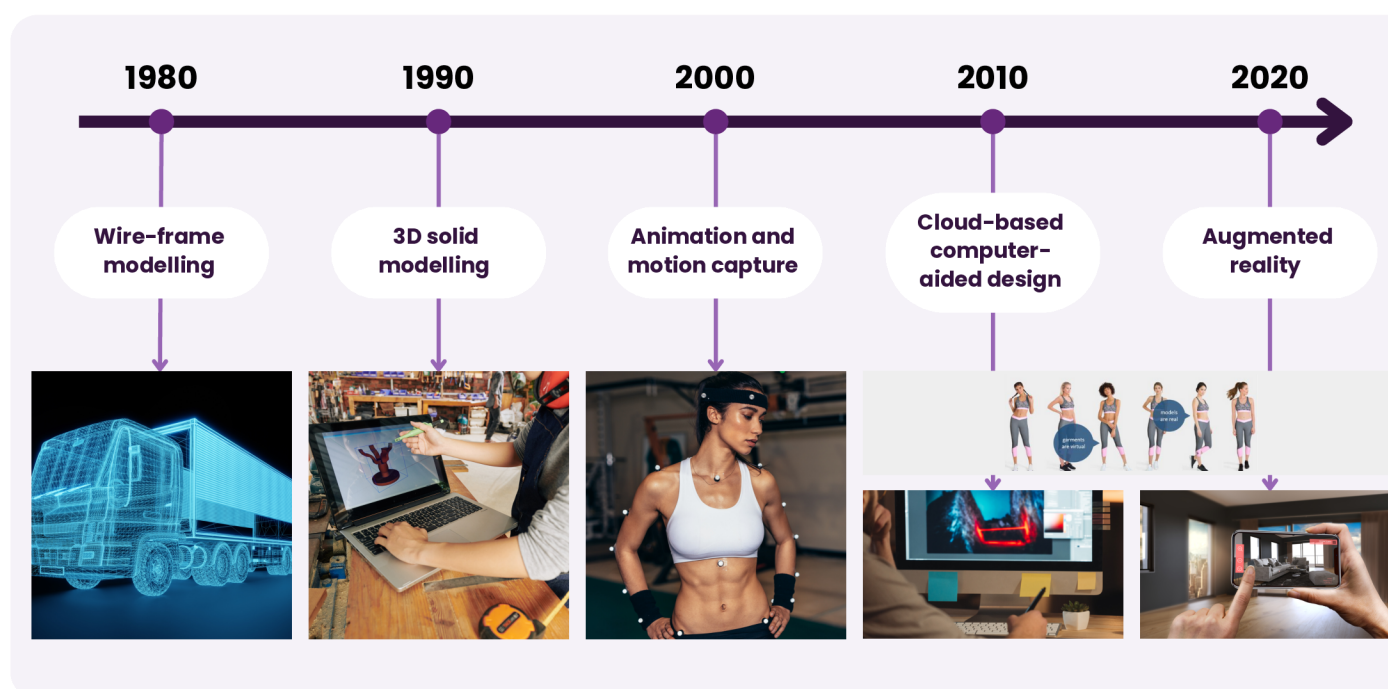 1980
1990
2000
2010
2020
Wire-frame
modelling
3D solid
modelling
Animation and
motion capture
Cloud-based
computer-
aided design
Augmented
reality
garments
are virtual
models
are real